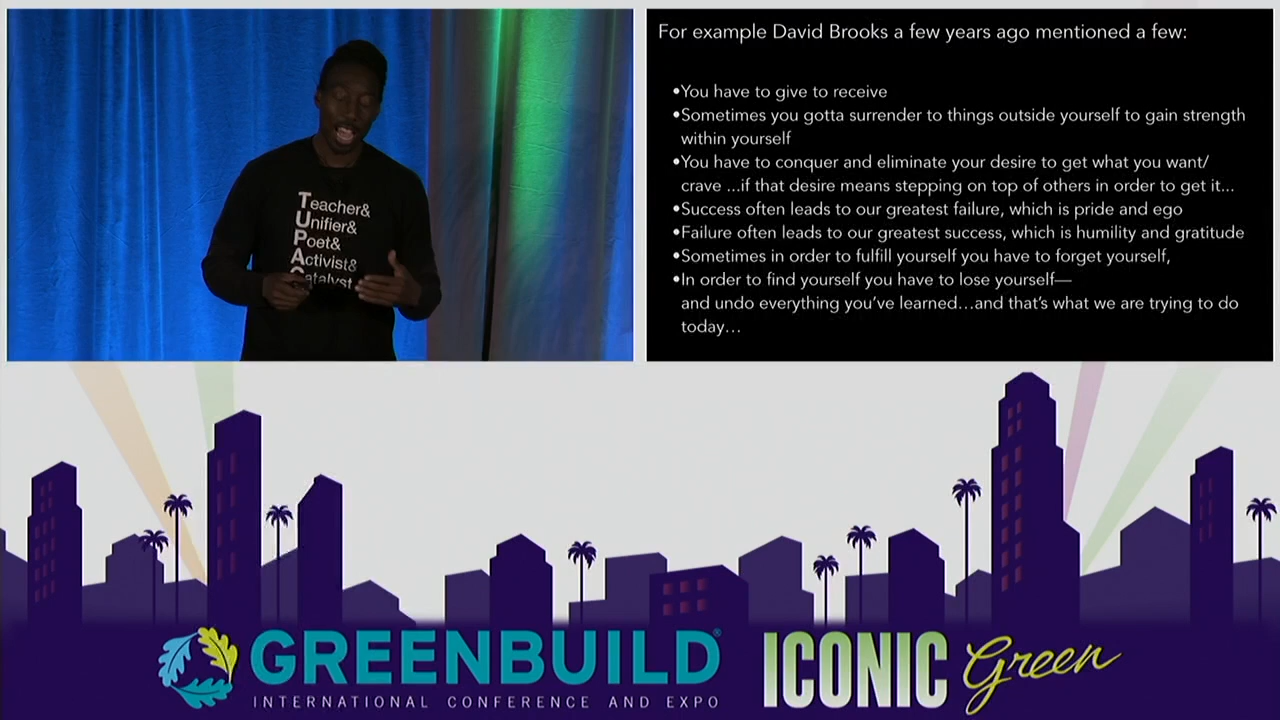 Teacher&
Unifier&
Poet&
Activist&
Catalyst
For example David Brooks a few years ago mentioned a few:
•You have to give to receive
•Sometimes you gotta surrender to things outside yourself to gain strength
within yourself
•You have to conquer and eliminate your desire to get what you want/
crave ...if that desire means stepping on top of others in order to get it...
•Success often leads to our greatest failure, which is pride and ego
•Failure often leads to our greatest success, which is humility and gratitude
•Sometimes in order to fulfill yourself you have to forget yourself,
•In order to find yourself you have to lose yourself—
and undo everything you’ve learned...and that’s what we are trying to do
today...
GREENBUILD®
INTERNATIONAL CONFERENCE AND EXPO
ICONIC Green